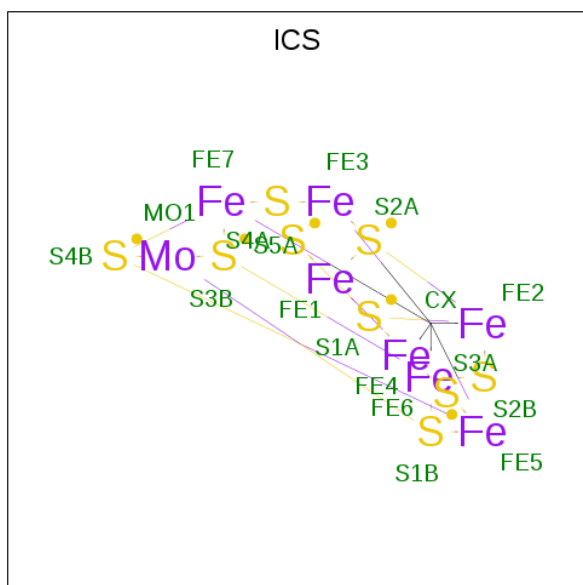 ICS
FE7
FE3
Fe S Fe
MO1
S2A
S4B
S Mo S
S4A
S5A
S
S
Fe
S3B
FE1
S
CX
FE2
Fe
S1A
Fe
S3A
FE4
Fe
S
S
FE6
S2B
S1B
S Fe
FE5